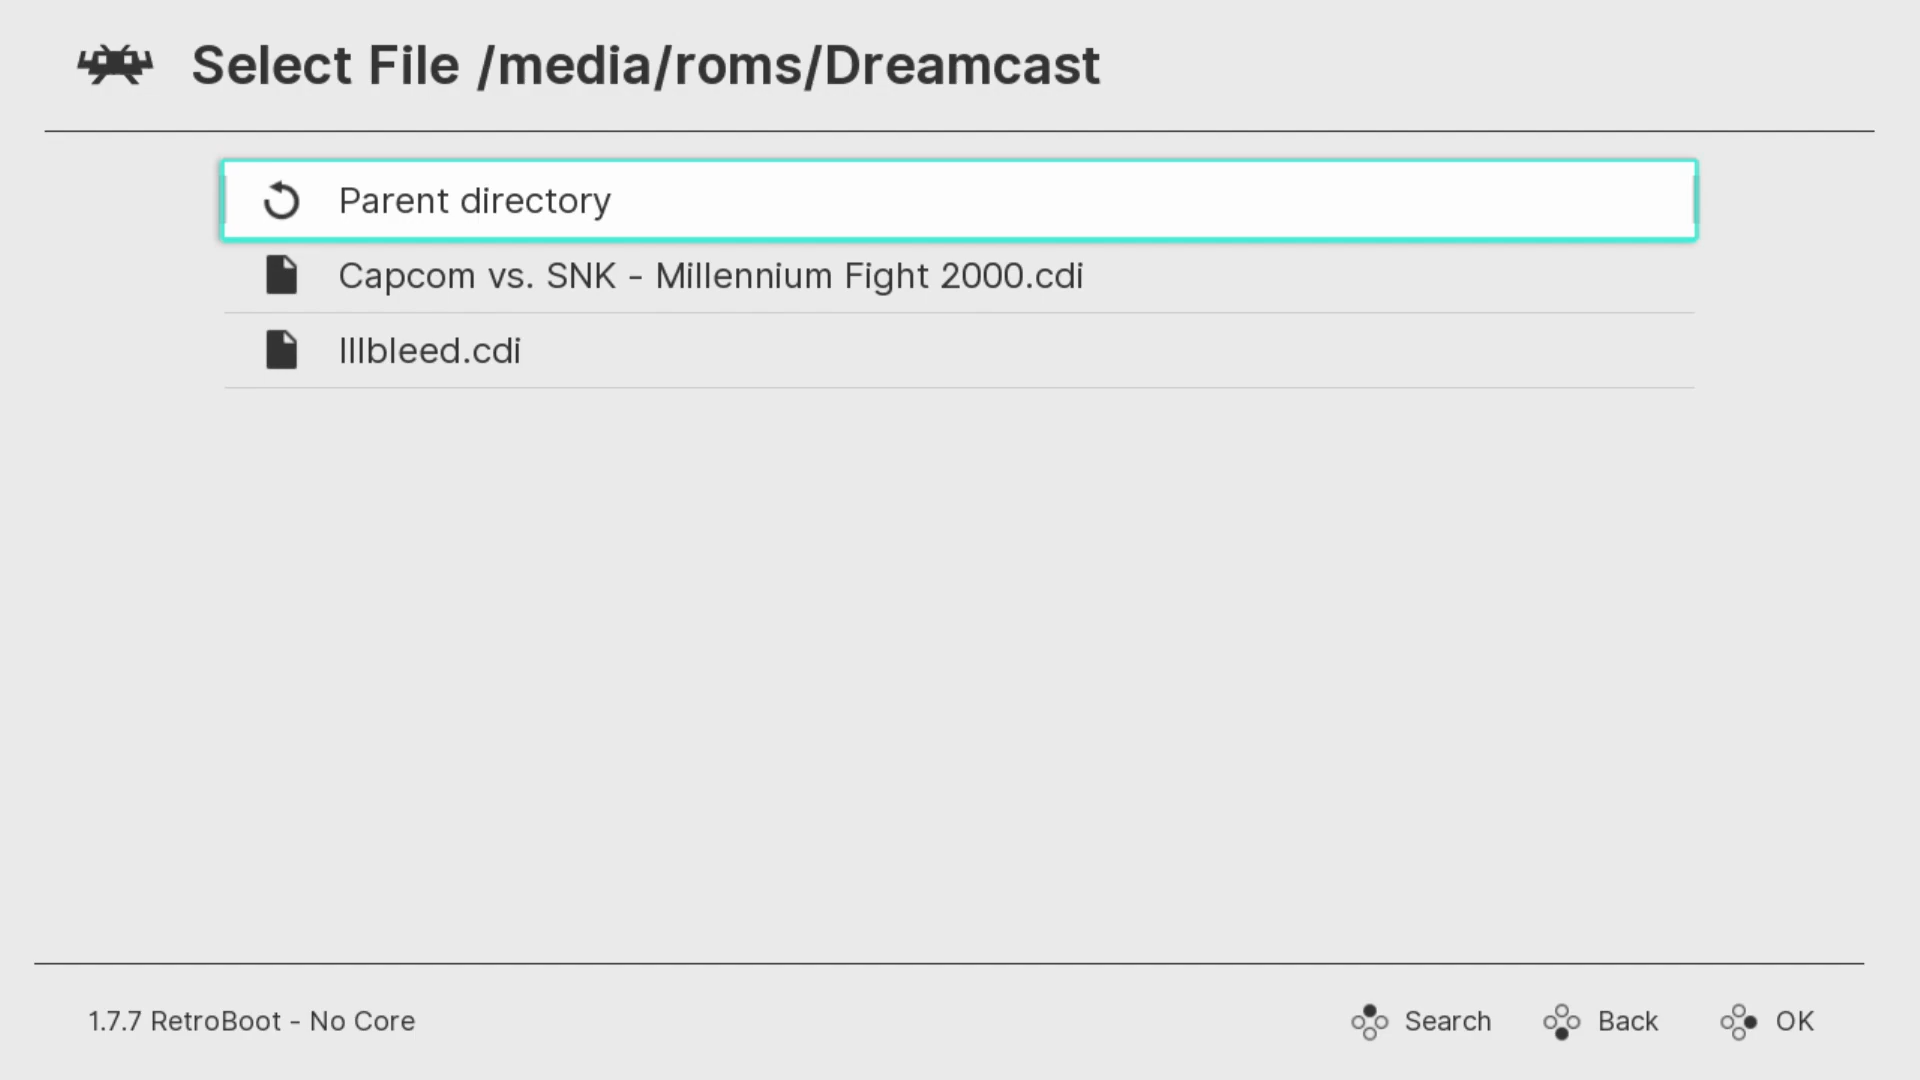 Select File /media/roms/Dreamcast
Parent directory
Capcom vs. SNK - Millennium Fight 2000.cdi
Illbleed.cdi
1.7.7 RetroBoot - No Core
Search
Back
OK